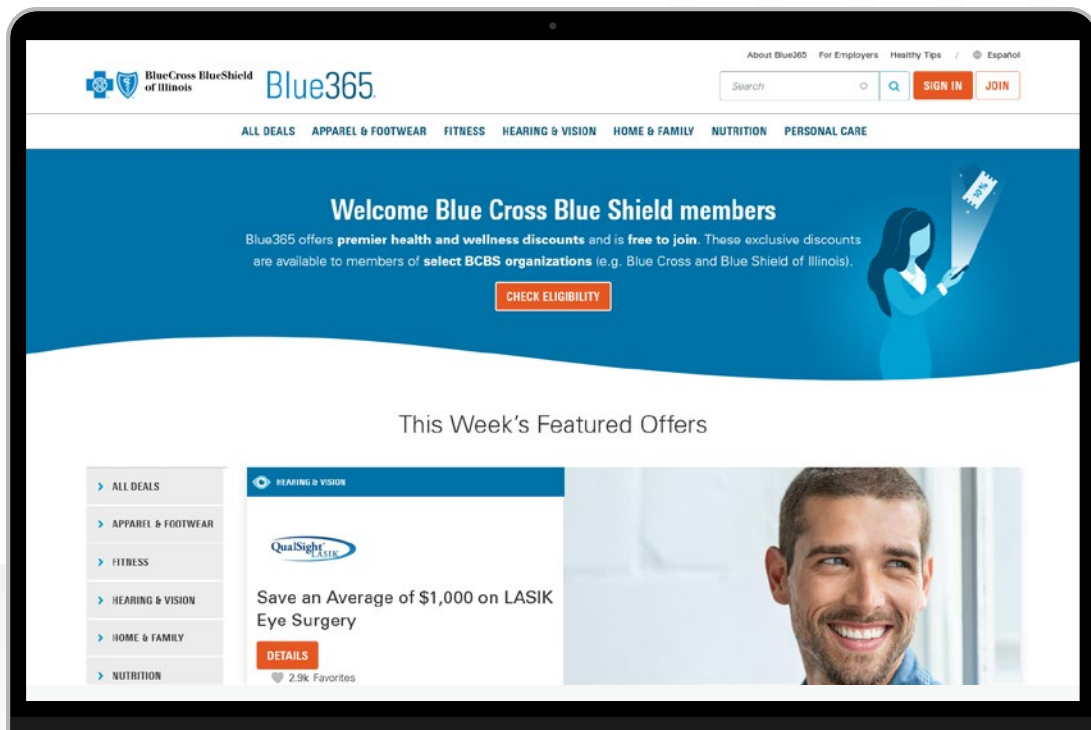 About Blue365 For Employers Healthy Tips / Español
BlueCross BlueShield
of Illinois
Blue365.
Search
SIGN IN
JOIN
ALL DEALS APPAREL & FOOTWEAR FITNESS HEARING & VISION HOME & FAMILY NUTRITION PERSONAL CARE
Welcome Blue Cross Blue Shield members
Blue365 offers premier health and wellness discounts and is free to join. These exclusive discounts
are available to members of select BCBS organizations (e.g. Blue Cross and Blue Shield of Illinois).
CHECK ELIGIBILITY
This Week's Featured Offers
ALL DEALS
APPAREL & FOOTWEAR
FITNESS
HEARING & VISION
HOME & FAMILY
NUTRITION
HEARING & VISION
QualSight
LASIK
Save an Average of $1,000 on LASIK
Eye Surgery
DETAILS
2.9k Favorites